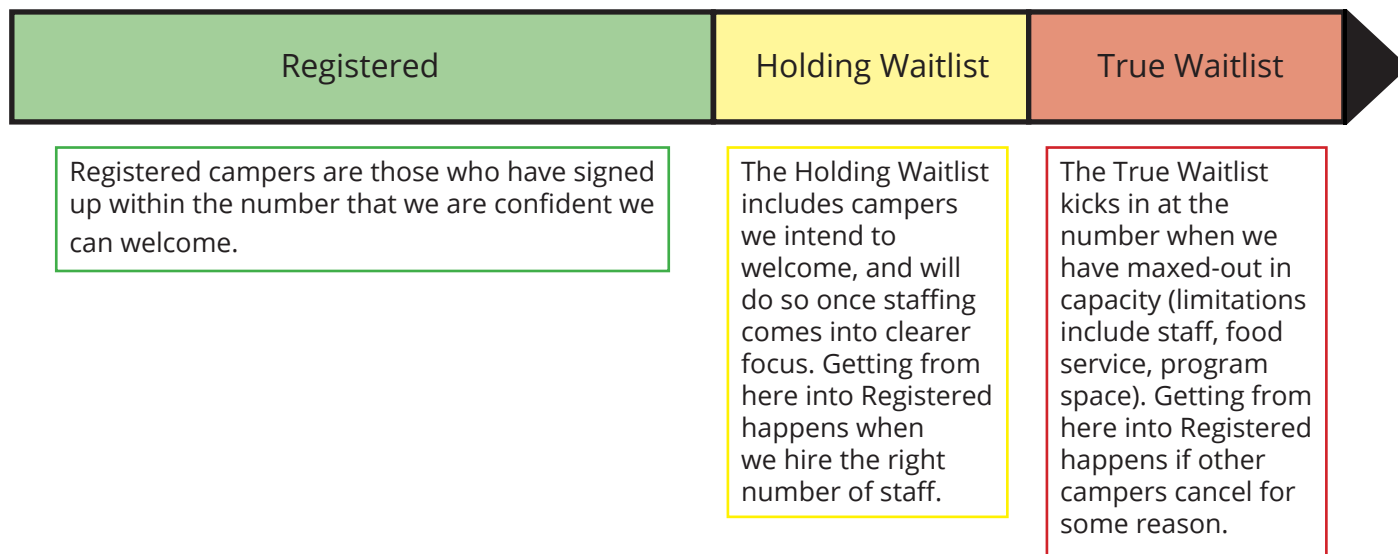 Registered
Holding Waitlist
True Waitlist
Registered campers are those who have signed
up within the number that we are confident we
can welcome.
The Holding Waitlist
includes campers
we intend to
welcome, and will
do so once staffing
comes into clearer
focus. Getting from
here into Registered
happens when
we hire the right
number of staff.
The True Waitlist
kicks in at the
number when we
have maxed-out in
capacity (limitations
include staff, food
service, program
space). Getting from
here into Registered
happens if other
campers cancel for
some reason.